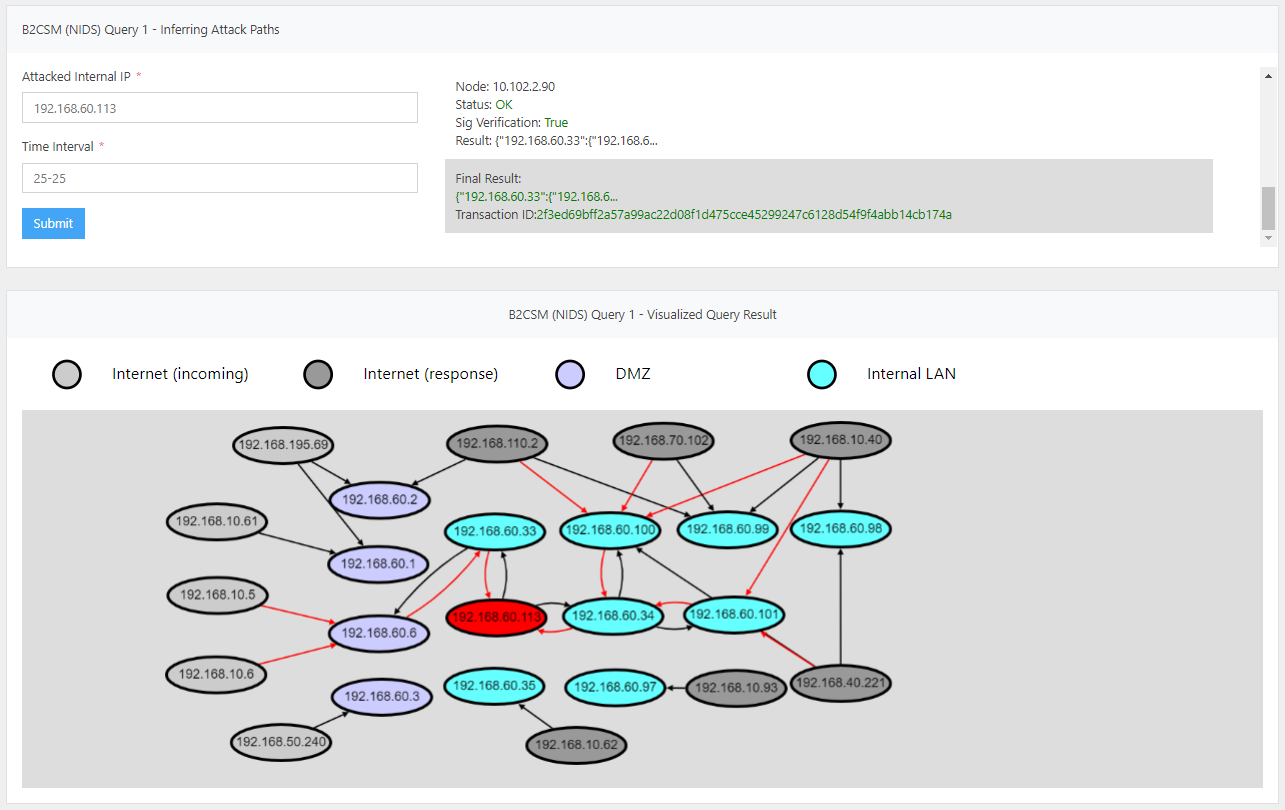 B2CSM (NIDS) Query 1 - Inferring Attack Paths
Attacked Internal IP *
192.168.60.113
Time Interval *
25-25
Submit
Node: 10.102.2.90
Status: OK
Sig Verification: True
Result: {"192.168.60.33":{"192.168.6...
Final Result:
{"192.168.60.33":{"192.168.6...
Transaction ID:2f3ed69bff2a57a99ac22d08f1d475cce45299247c6128d54f9f4abb14cb174a
B2CSM (NIDS) Query 1 - Visualized Query Result
Internet (incoming) Internet (response) DMZ Internal LAN
192.168.195.69 192.168.110.2 192.168.70.102 192.168.10.40
192.168.60.2
192.168.10.61 192.168.60.33 192.168.60.100 192.168.60.99 192.168.60.98
192.168.60.1
192.168.10.5
192.168.60.6 192.168.60.113 192.168.60.34 192.168.60.101
192.168.10.6
192.168.60.3 192.168.60.35 192.168.60.97 192.168.10.93 192.168.40.221
192.168.50.240 192.168.10.62